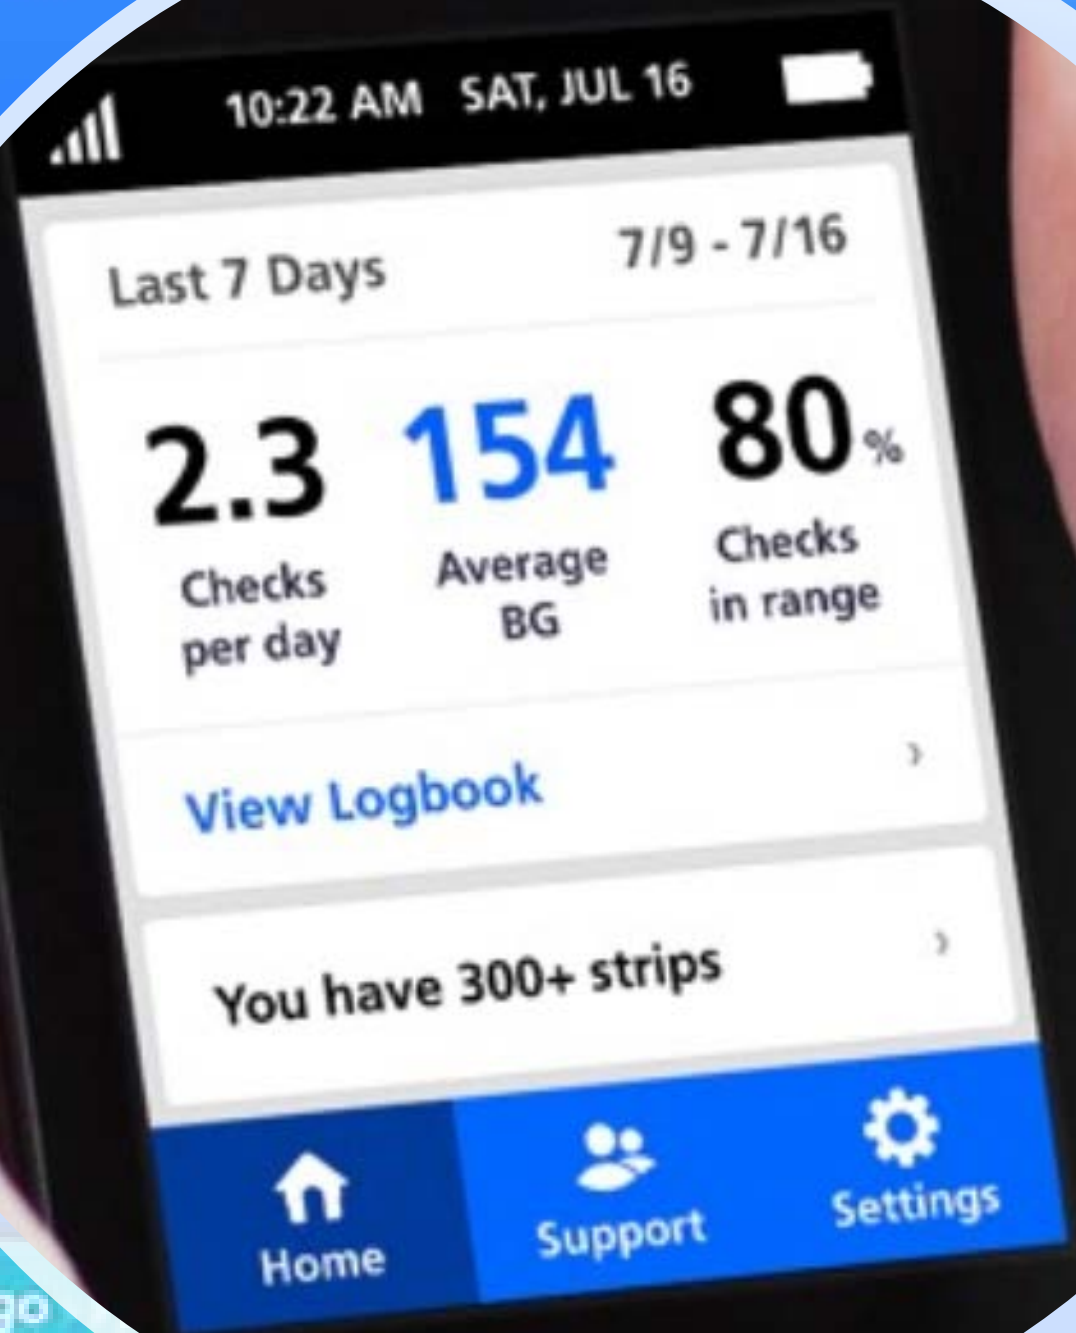 10:22 AM SAT, JUL 16
Last 7 Days 7/9 - 7/16
2.3 154 80 %
Checks per day
Average BG
Checks in range
View Logbook
You have 300+ strips
Home Support Settings
go